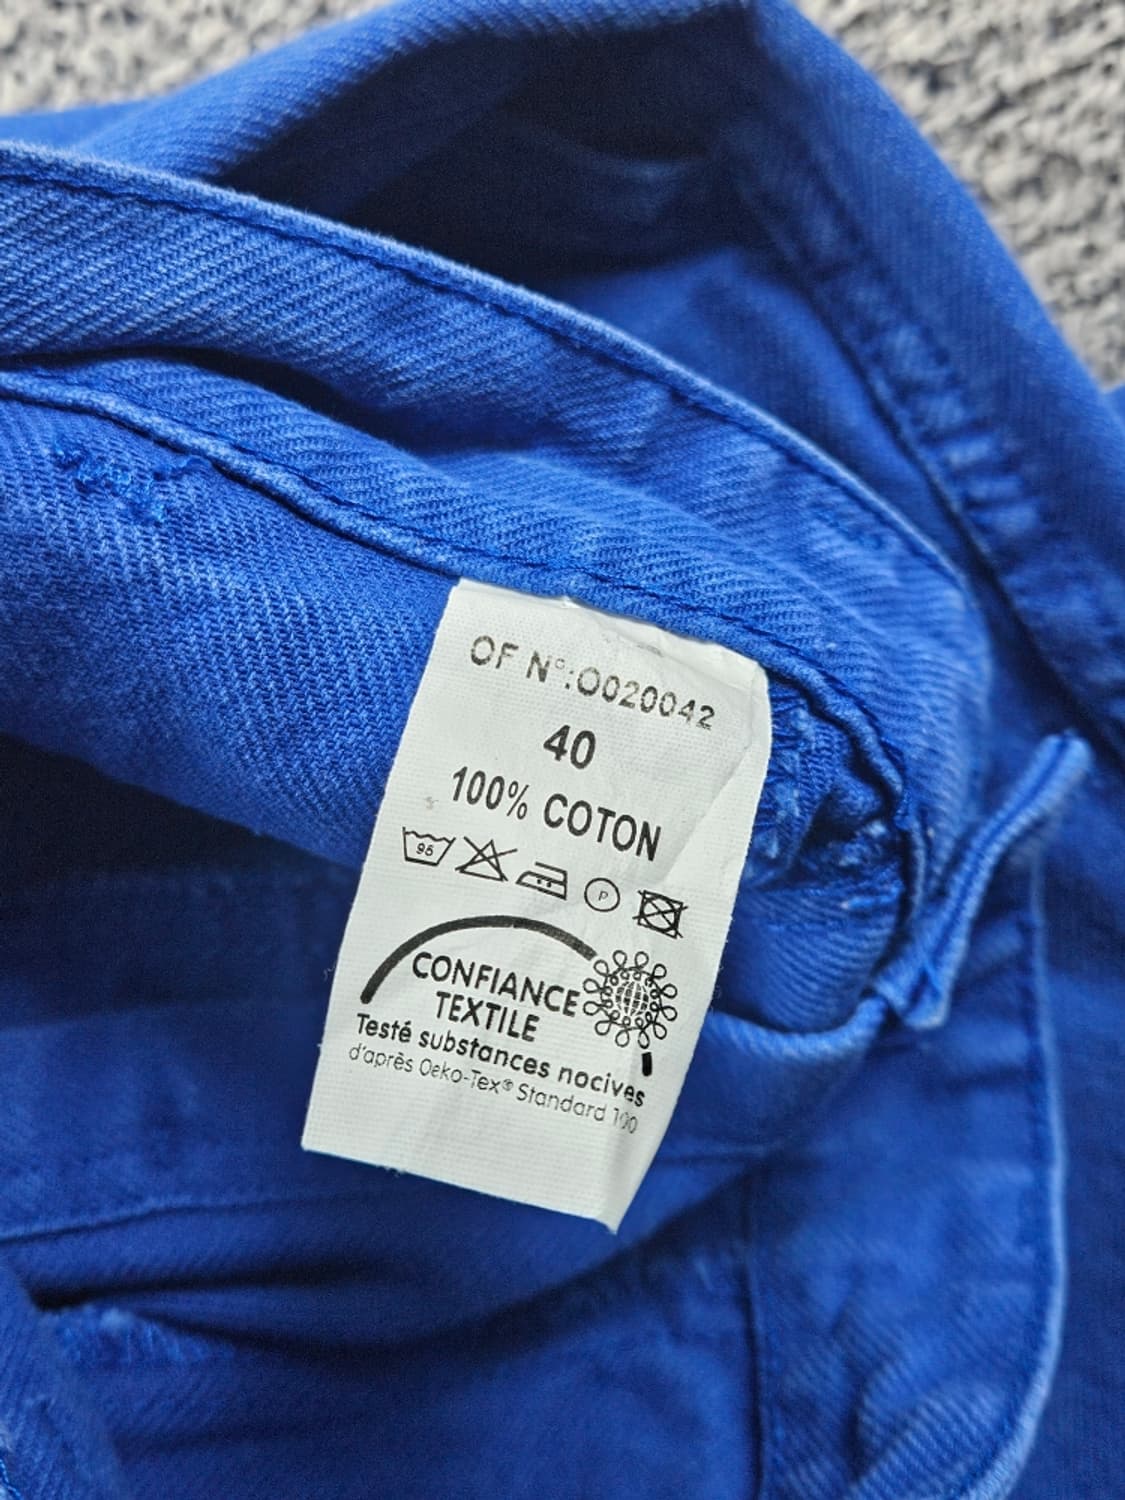 OF N°:O020042
40
100% COTON
95 P
CONFIANCE
TEXTILE
Testé substances nocives
d'après Oeko-Tex® Standard 100